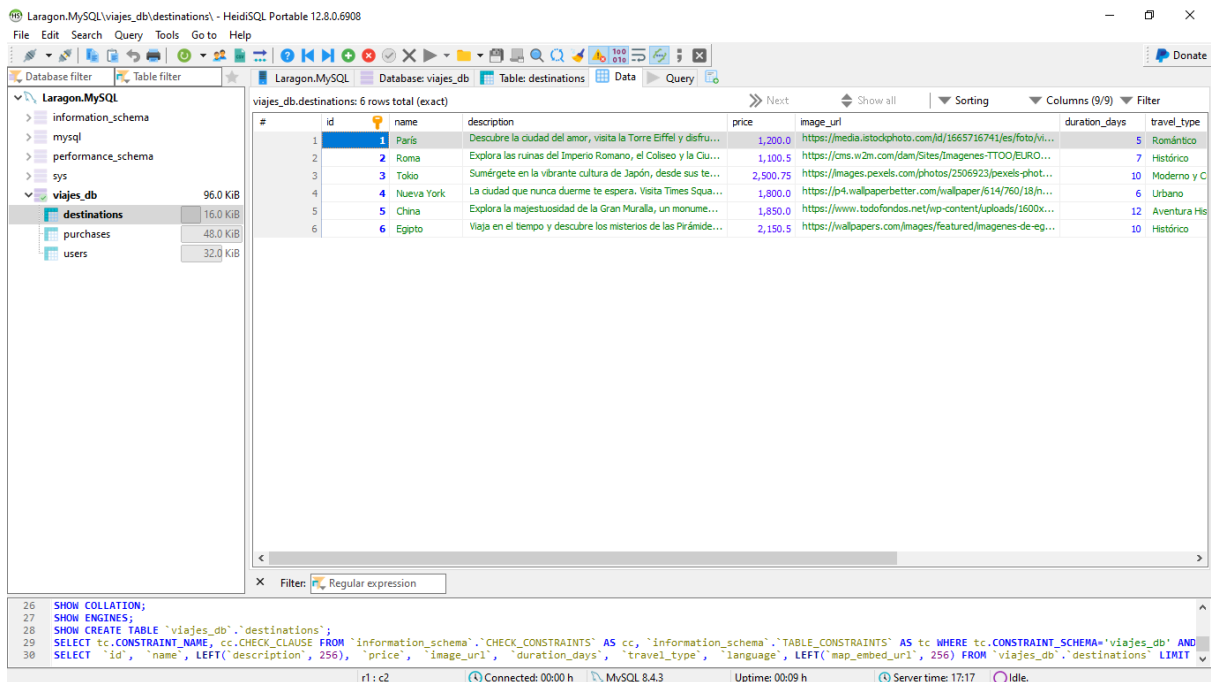 Laragon.MySQL\viajes_db\destinations\ - HeidiSQL Portable 12.8.0.6908
File Edit Search Query Tools Go to Help
Donate
Database filter Table filter Laragon.MySQL Database: viajes_db Table: destinations Data Query
Laragon.MySQL
information_schema
mysql
performance_schema
sys
viajes_db 96.0 KiB
destinations 16.0 KiB
purchases 48.0 KiB
users 32.0 KiB
viajes_db.destinations: 6 rows total (exact) Next Show all Sorting Columns (9/9) Filter
# id name description price image_url duration_days travel_type
1 1 París Descubre la ciudad del amor, visita la Torre Eiffel y disfru... 1,200.0 https://media.istockphoto.com/id/1665716741/es/foto/vi... 5 Romántico
2 2 Roma Explora las ruinas del Imperio Romano, el Coliseo y la Ciu... 1,100.5 https://cms.w2m.com/dam/Sites/Imagenes-TTOO/EURO... 7 Histórico
3 3 Tokio Sumérgete en la vibrante cultura de Japón, desde sus te... 2,500.75 https://images.pexels.com/photos/2506923/pexels-phot... 10 Moderno y C
4 4 Nueva York La ciudad que nunca duerme te espera. Visita Times Squa... 1,800.0 https://p4.wallpaperbetter.com/wallpaper/614/760/18/n... 6 Urbano
5 5 China Explora la majestuosidad de la Gran Muralla, un monume... 1,850.0 https://www.todofondos.net/wp-content/uploads/1600x... 12 Aventura His
6 6 Egipto Viaja en el tiempo y descubre los misterios de las Pirámide... 2,150.5 https://wallpapers.com/images/featured/imagenes-de-eg... 10 Histórico
Filter: Regular expression
26 SHOW COLLATION;
27 SHOW ENGINES;
28 SHOW CREATE TABLE `viajes_db`.`destinations`;
29 SELECT tc.CONSTRAINT_NAME, cc.CHECK_CLAUSE FROM `information_schema`.`CHECK_CONSTRAINTS` AS cc, `information_schema`.`TABLE_CONSTRAINTS` AS tc WHERE tc.CONSTRAINT_SCHEMA='viajes_db' AND
30 SELECT `id`, `name`, LEFT(`description`, 256), `price`, `image_url`, `duration_days`, `travel_type`, `language`, LEFT(`map_embed_url`, 256) FROM `viajes_db`.`destinations` LIMIT
r1 : c2 Connected: 00:00 h MySQL 8.4.3 Uptime: 00:09 h Server time: 17:17 Idle.